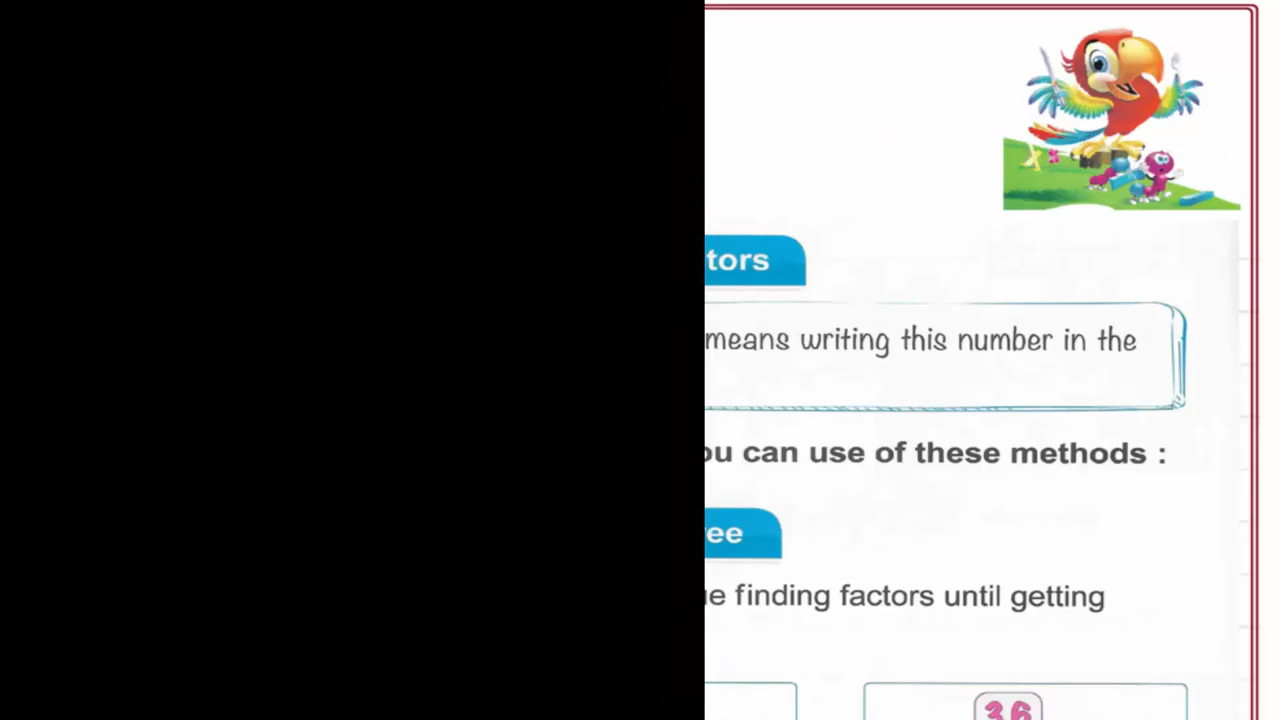 tors
means writing this number in the
ou can use of these methods :
ee
e finding factors until getting
36